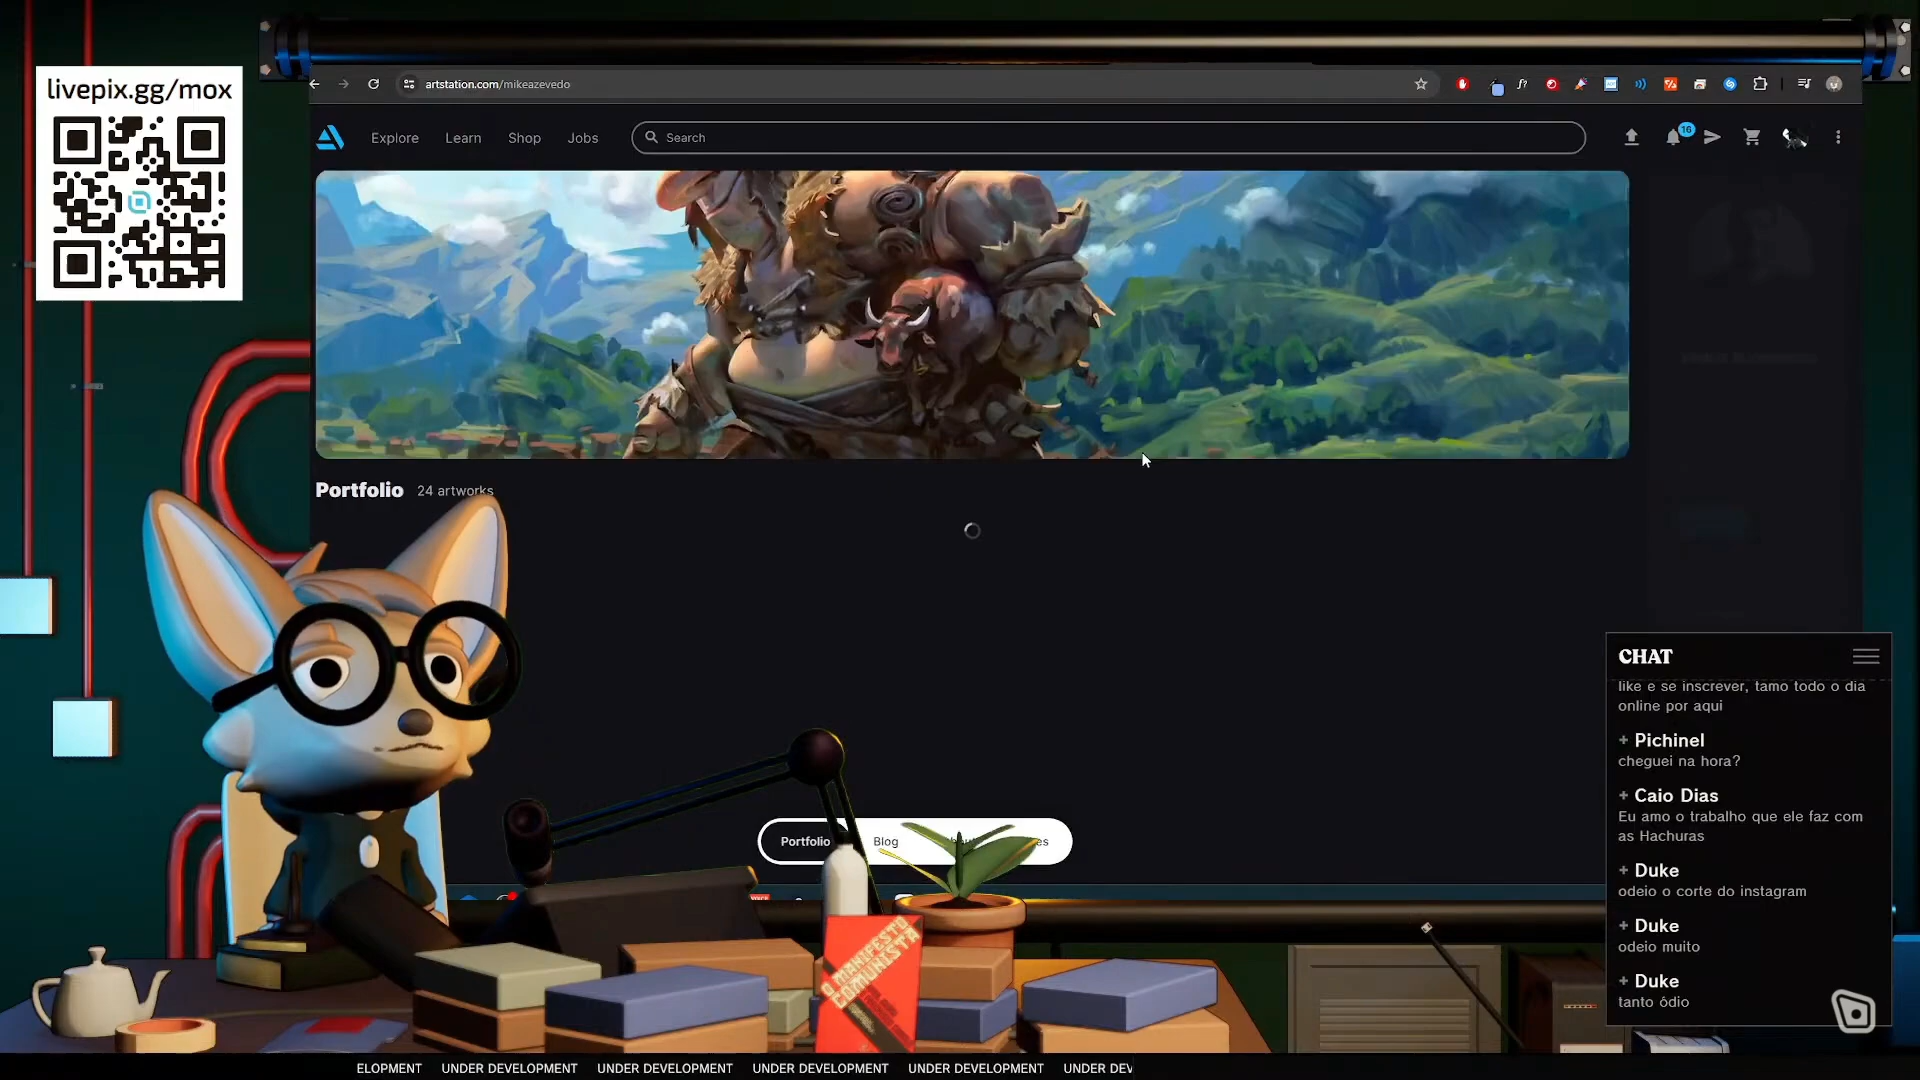 livepix.gg/mox
artstation.com/mikeazevedo
Explore
Learn
Shop
Jobs
Search
16
Portfolio
24 artworks
Portfolio
Blog
O MANIFESTO
COMUNISTA
CHAT
like e se inscrever, tamo todo o dia
online por aqui
+ Pichinel
cheguei na hora?
+ Caio Dias
Eu amo o trabalho que ele faz com
as Hachuras
+ Duke
odeio o corte do instagram
+ Duke
odeio muito
+ Duke
tanto ódio
ELOPMENT UNDER DEVELOPMENT UNDER DEVELOPMENT UNDER DEVELOPMENT UNDER DEVELOPMENT UNDER DEV